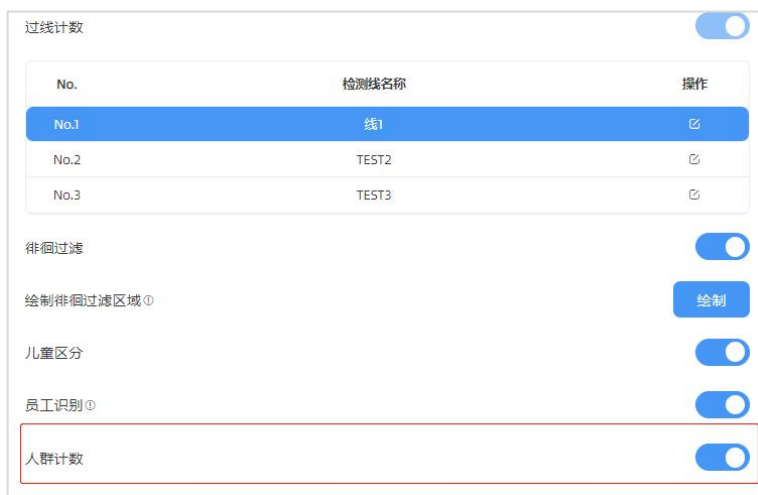 过线计数
No. 检测线名称 操作
No.1 线1
No.2 TEST2
No.3 TEST3
徘徊过滤
绘制徘徊过滤区域 绘制
儿童区分
员工识别
人群计数